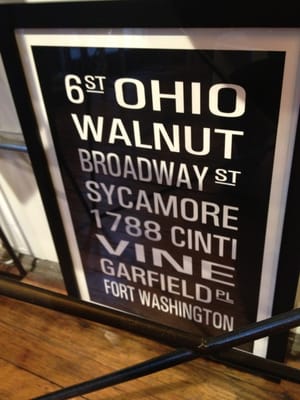 6ST OHIO
WALNUT
BROADWAY ST
SYCAMORE
1788 CINTI
VINE
GARFIELD PL
FORT WASHINGTON